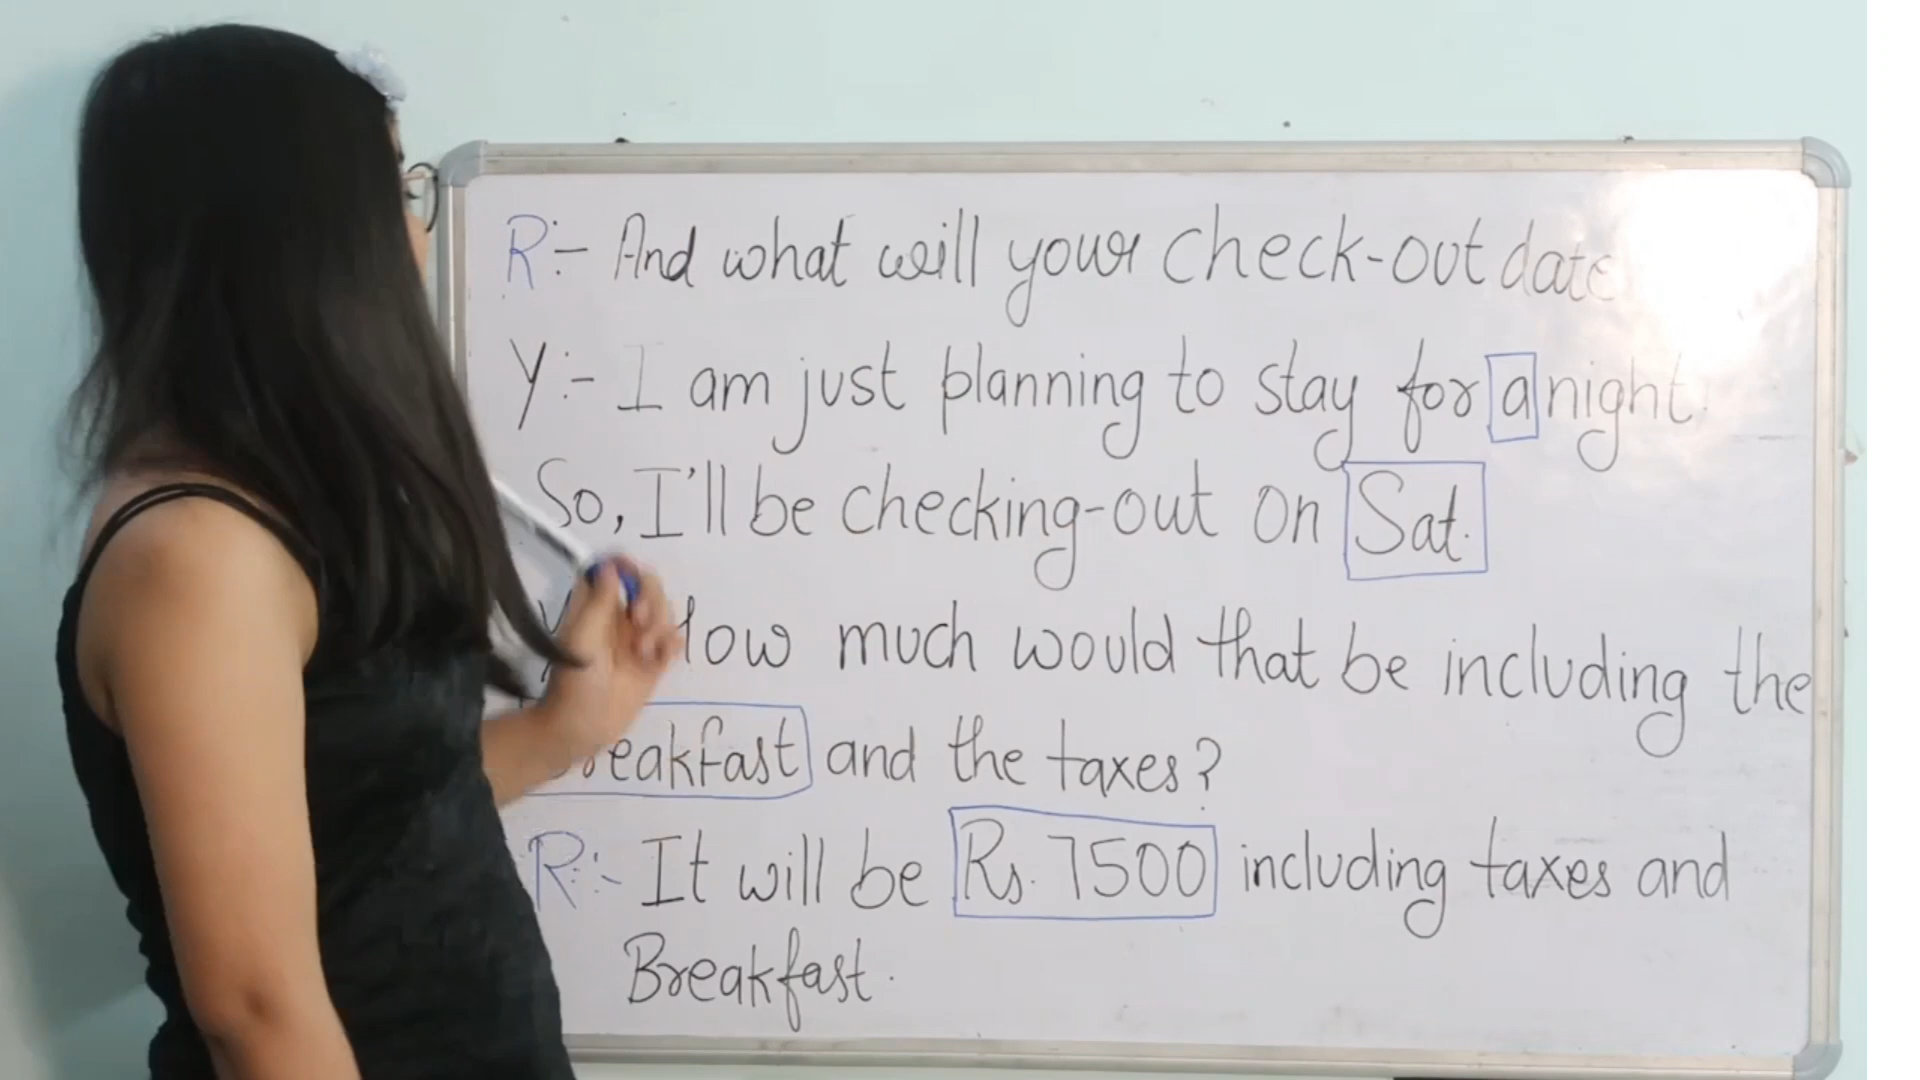 R:- And what will your check-out date
Y:- I am just planning to stay for a night.
So, I'll be checking-out on Sat.
much would that be including the
and the taxes?
R:- It will be Rs. 7500 including taxes and
Breakfast.